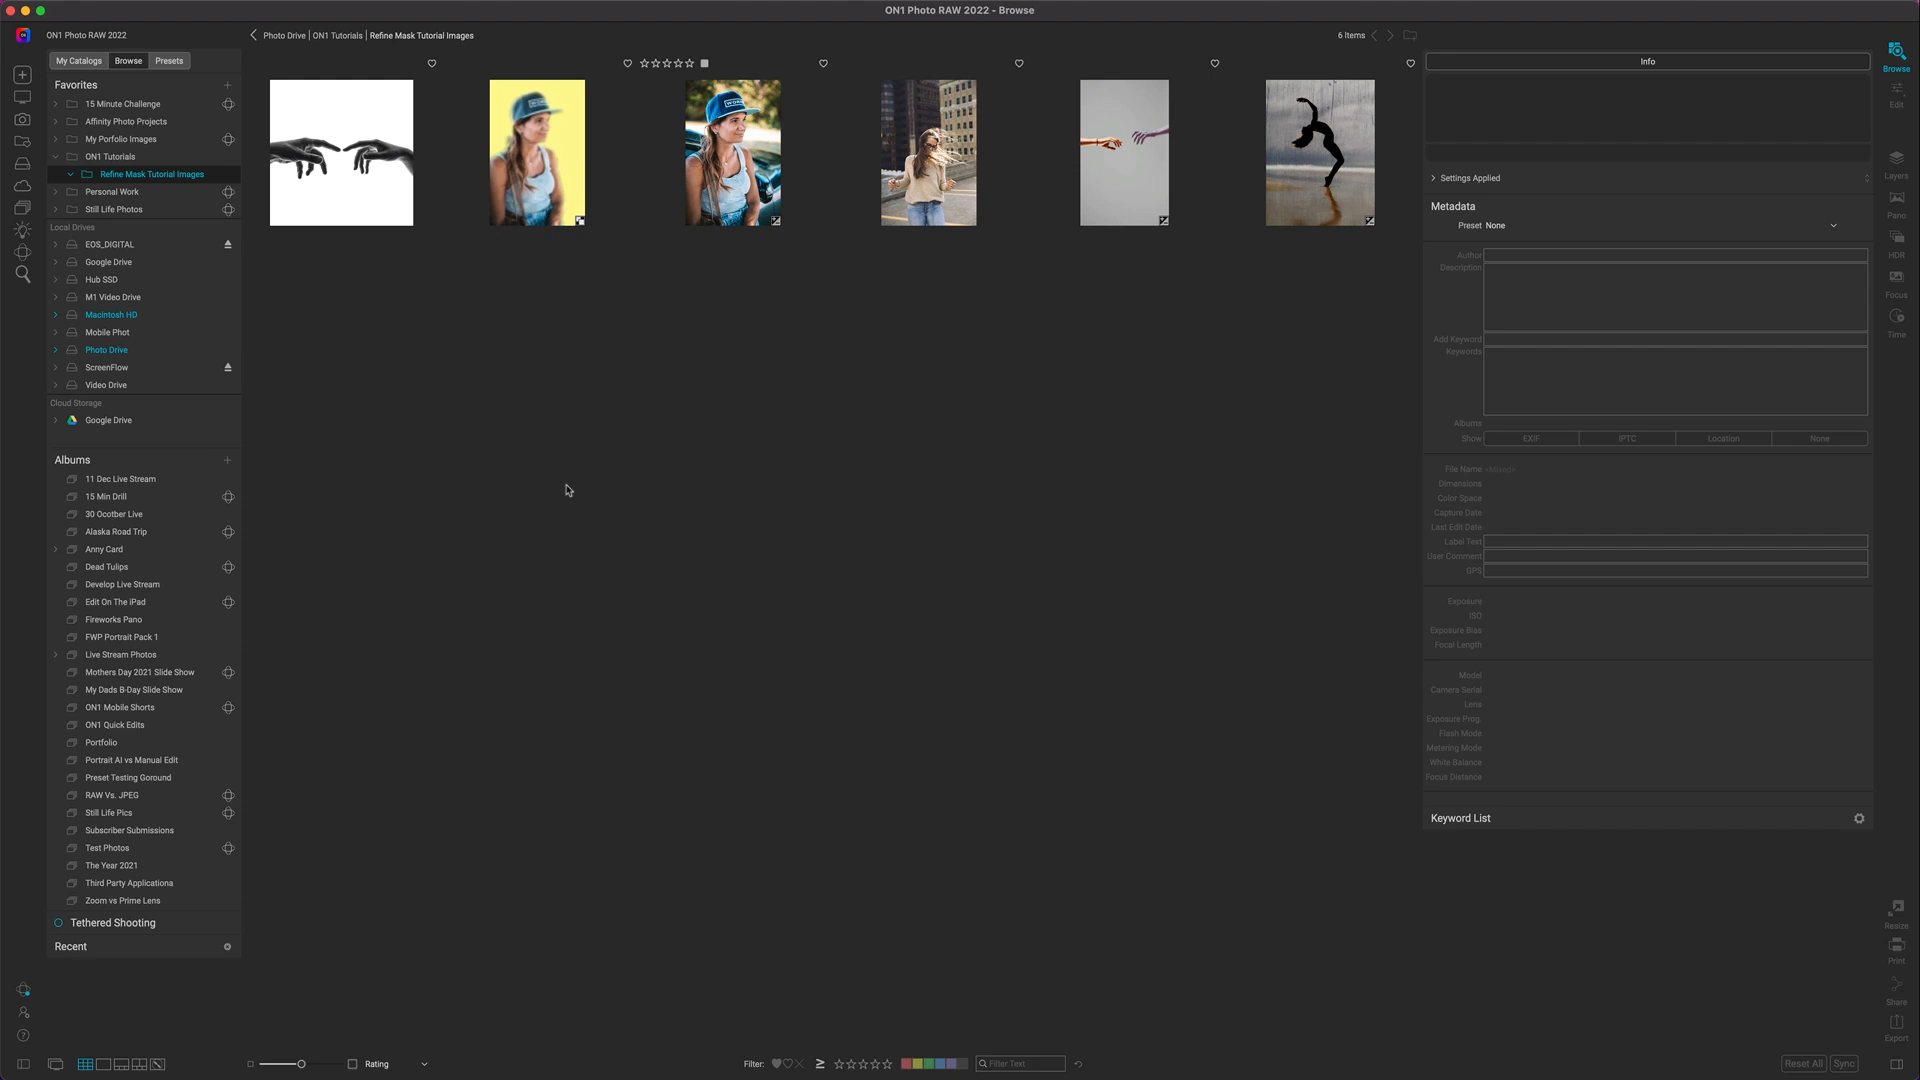 ON1 Photo RAW 2022 - Browse
ON1 Photo RAW 2022
Photo Drive | ON1 Tutorials | Refine Mask Tutorial Images
6 Items
My Catalogs
Browse
Presets
Favorites
15 Minute Challenge
Affinity Photo Projects
My Porfolio Images
ON1 Tutorials
Refine Mask Tutorial Images
Personal Work
Still Life Photos
Local Drives
EOS_DIGITAL
Google Drive
Hub SSD
M1 Video Drive
Macintosh HD
Mobile Phot
Photo Drive
ScreenFlow
Video Drive
Cloud Storage
Google Drive
Albums
11 Dec Live Stream
15 Min Drill
30 Ocotber Live
Alaska Road Trip
Anny Card
Dead Tulips
Develop Live Stream
Edit On The iPad
Fireworks Pano
FWP Portrait Pack 1
Live Stream Photos
Mothers Day 2021 Slide Show
My Dads B-Day Slide Show
ON1 Mobile Shorts
ON1 Quick Edits
Portfolio
Portrait AI vs Manual Edit
Preset Testing Goround
RAW Vs. JPEG
Still Life Pics
Subscriber Submissions
Test Photos
The Year 2021
Third Party Applicationa
Zoom vs Prime Lens
Tethered Shooting
Recent
Rating
Filter:
Filter Text
Info
Settings Applied
Metadata
Preset None
Author
Description
Add Keyword
Keywords
Albums
Show EXIF IPTC Location None
File Name <Mixed>
Dimensions
Color Space
Capture Date
Last Edit Date
Label Text
User Comment
GPS
Exposure
ISO
Exposure Bias
Focal Length
Model
Camera Serial
Lens
Exposure Prog.
Flash Mode
Metering Mode
White Balance
Focus Distance
Keyword List
Reset All
Sync
Browse
Edit
Layers
Pano
HDR
Focus
Time
Resize
Print
Share
Export